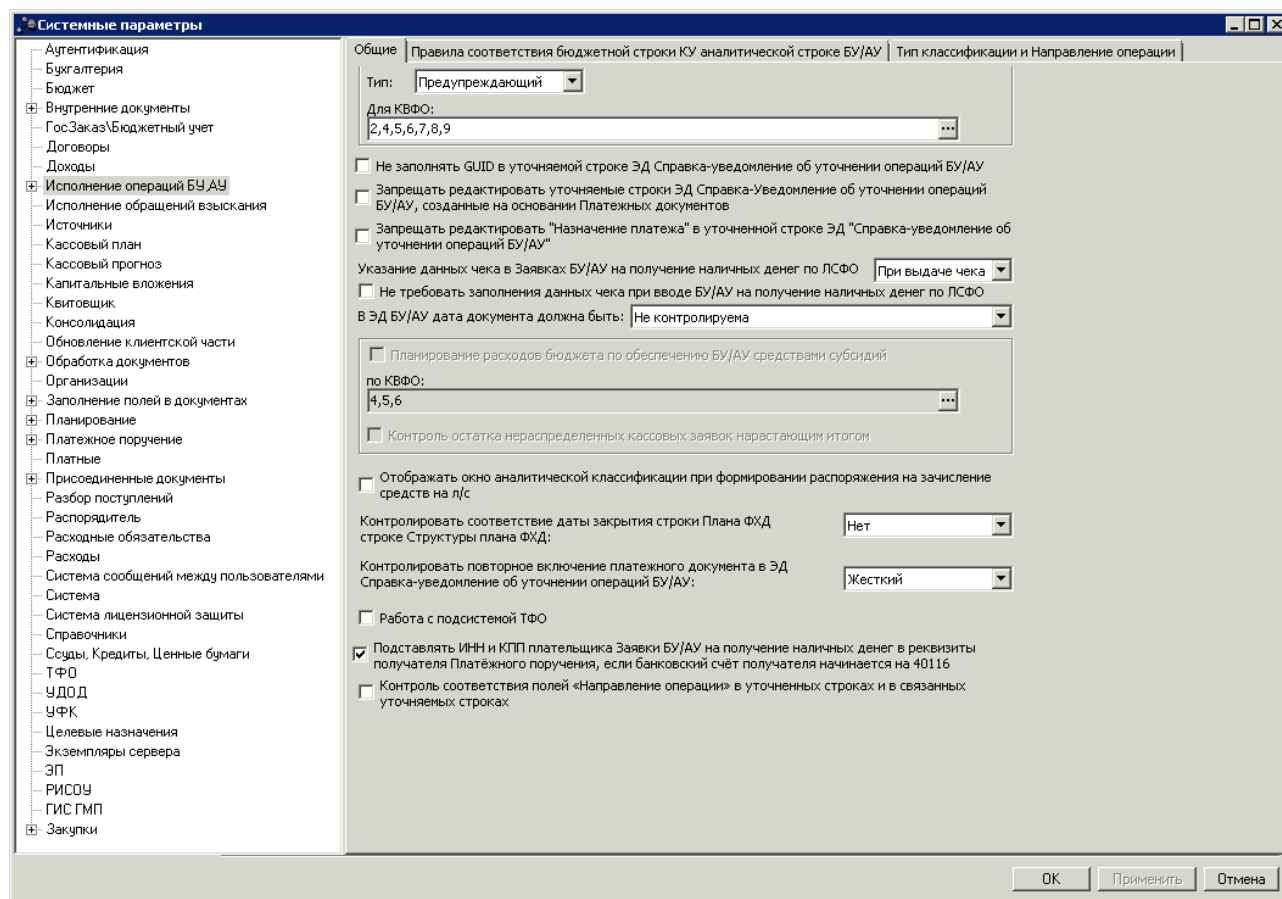 Системные параметры
Аутентификация
Бухгалтерия
Бюджет
Внутренние документы
ГосЗаказ\Бюджетный учет
Договоры
Доходы
Исполнение операций БУ,АУ
Исполнение обращений взыскания
Источники
Кассовый план
Кассовый прогноз
Капитальные вложения
Квитовщик
Консолидация
Обновление клиентской части
Обработка документов
Организации
Заполнение полей в документах
Планирование
Платежное поручение
Платные
Присоединенные документы
Разбор поступлений
Распорядитель
Расходные обязательства
Расходы
Система сообщений между пользователями
Система
Система лицензионной защиты
Справочники
Ссуды, Кредиты, Ценные бумаги
ТФО
УДОД
УФК
Целевые назначения
Экземпляры сервера
ЭП
РИСОУ
ГИС ГМП
Закупки
Общие
Правила соответствия бюджетной строки КУ аналитической строке БУ/АУ
Тип классификации и Направление операции
Тип: Предупреждающий
Для КВФО:
2,4,5,6,7,8,9
Не заполнять GUID в уточняемой строке ЭД Справка-уведомление об уточнении операций БУ/АУ
Запрещать редактировать уточняемые строки ЭД Справка-Уведомление об уточнении операций
БУ/АУ, созданные на основании Платежных документов
Запрещать редактировать "Назначение платежа" в уточненной строке ЭД "Справка-уведомление об
уточнении операций БУ/АУ"
Указание данных чека в Заявках БУ/АУ на получение наличных денег по ЛСФО При выдаче чека
Не требовать заполнения данных чека при вводе БУ/АУ на получение наличных денег по ЛСФО
В ЭД БУ/АУ дата документа должна быть: Не контролируема
Планирование расходов бюджета по обеспечению БУ/АУ средствами субсидий
по КВФО:
4,5,6
Контроль остатка нераспределенных кассовых заявок нарастающим итогом
Отображать окно аналитической классификации при формировании распоряжения на зачисление
средств на л/с
Контролировать соответствие даты закрытия строки Плана ФХД
строке Структуры плана ФХД:
Нет
Контролировать повторное включение платежного документа в ЭД
Справка-уведомление об уточнении операций БУ/АУ:
Жесткий
Работа с подсистемой ТФО
Подставлять ИНН и КПП плательщика Заявки БУ/АУ на получение наличных денег в реквизиты
получателя Платёжного поручения, если банковский счёт получателя начинается на 40116
Контроль соответствия полей «Направление операции» в уточненных строках и в связанных
уточняемых строках
ОК
Применить
Отмена